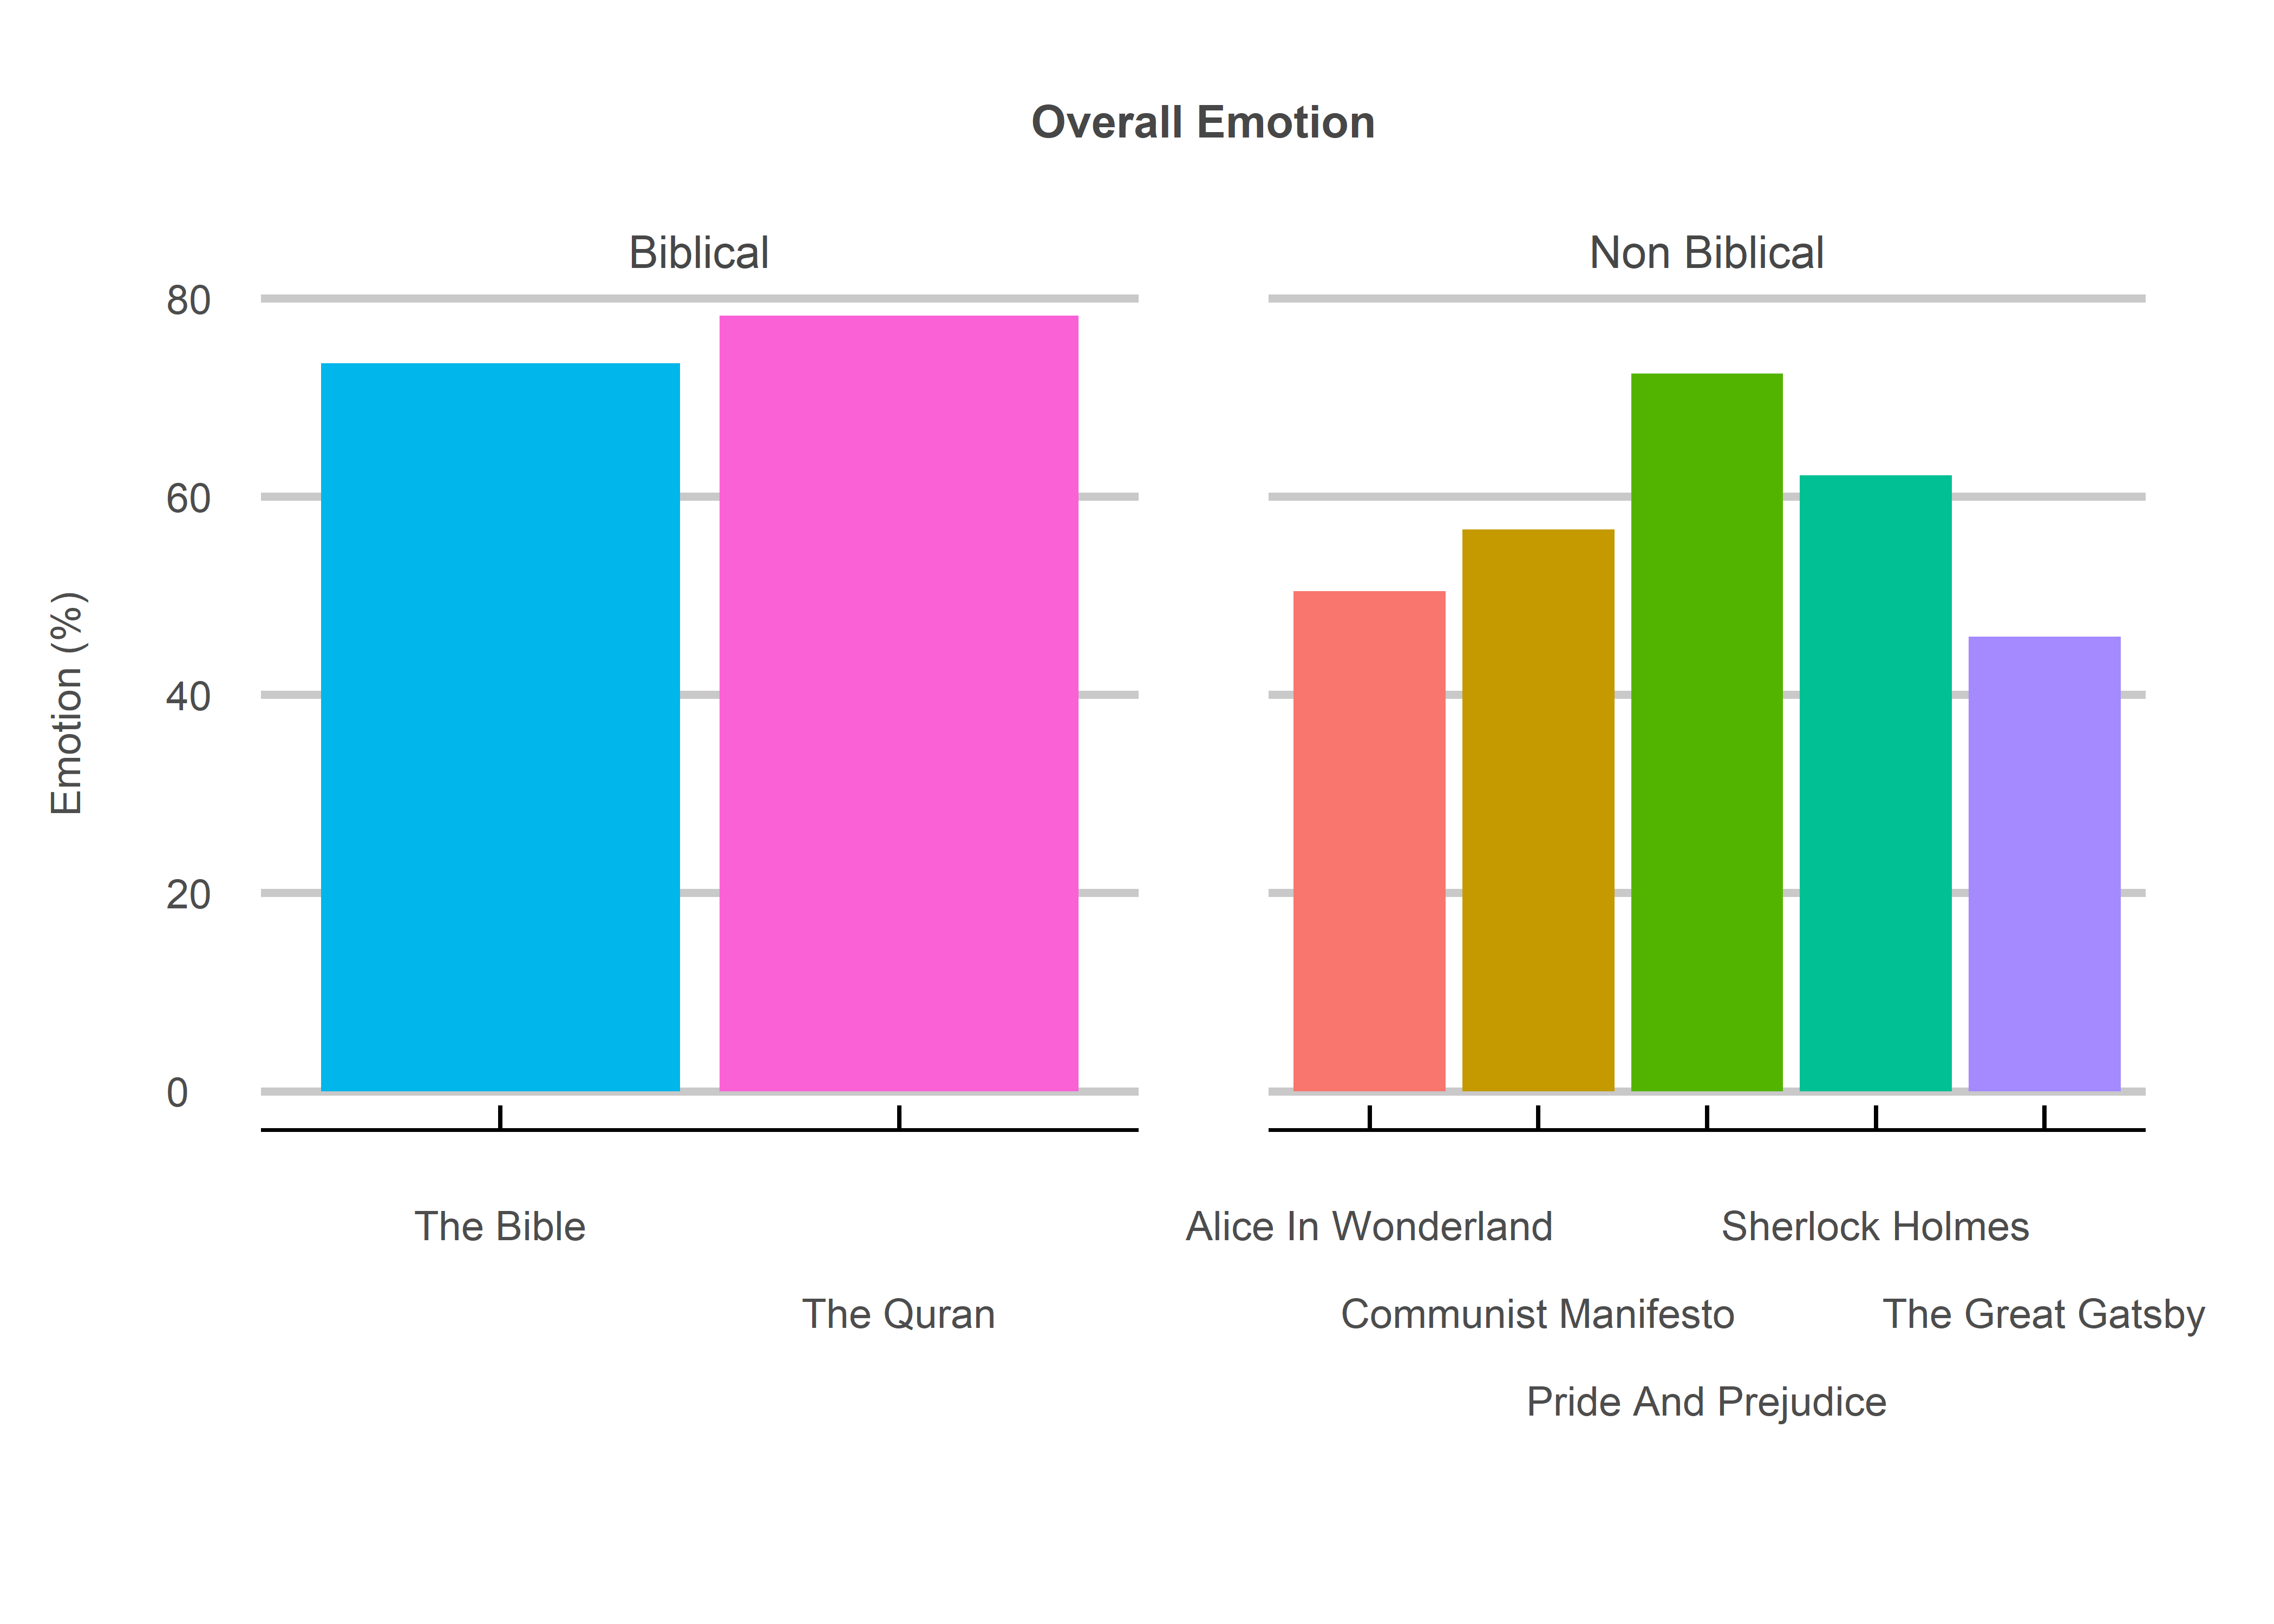 Overall Emotion
Biblical
Non Biblical
80
60
40
20
0
Emotion (%)
The Bible
The Quran
Alice In Wonderland
Communist Manifesto
Pride And Prejudice
Sherlock Holmes
The Great Gatsby